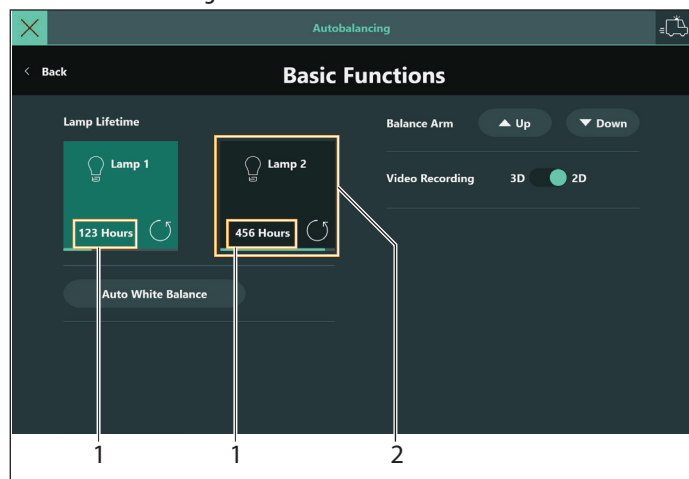 Autobalancing
Back
Basic Functions
Lamp Lifetime
Balance Arm
Up
Down
Lamp 1
Lamp 2
Video Recording
3D
2D
123 Hours
456 Hours
Auto White Balance
1
1
2